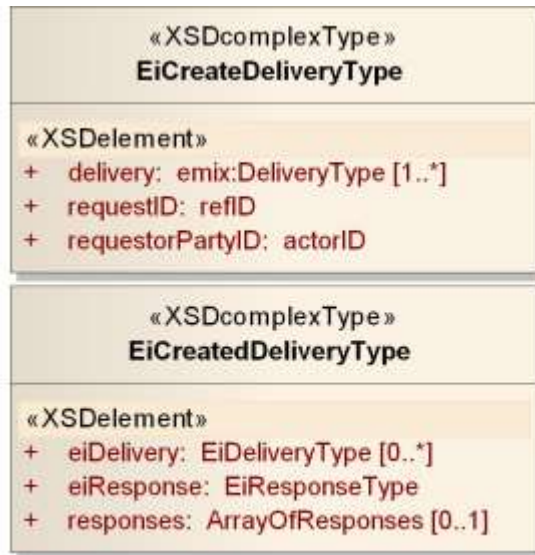 «XSDcomplexType»
EiCreateDeliveryType
«XSDelement»
+ delivery: emix:DeliveryType [1..*]
+ requestID: refID
+ requestorPartyID: actorID
«XSDcomplexType»
EiCreatedDeliveryType
«XSDelement»
+ eiDelivery: EiDeliveryType [0..*]
+ eiResponse: EiResponseType
+ responses: ArrayOfResponses [0..1]